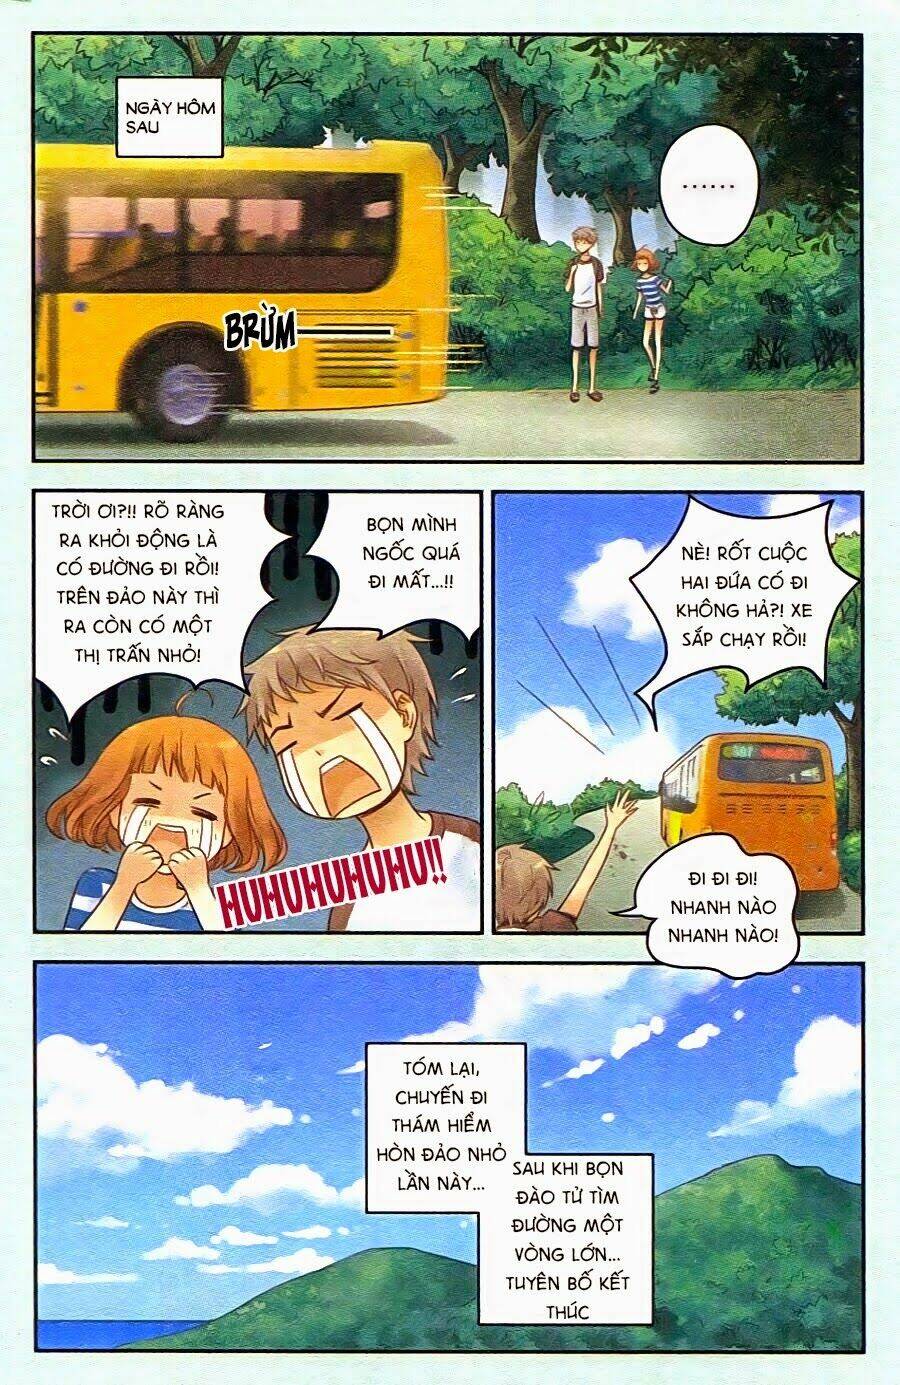 NGÀY HÔM
SAU
......
BRỪM
TRỜI ƠI?!! RÕ RÀNG
RA KHỎI ĐỘNG LÀ
CÓ ĐƯỜNG ĐI RỒI!
TRÊN ĐẢO NÀY THÌ
RA CÒN CÓ MỘT
THỊ TRẤN NHỎ!
BỌN MÌNH
NGỐC QUÁ
ĐI MẤT...!!
HUHUHUHUHUHU!!
NÈ! RỐT CUỘC
HAI ĐỨA CÓ ĐI
KHÔNG HẢ?! XE
SẮP CHẠY RỒI!
ĐI ĐI ĐI!
NHANH NÀO
NHANH NÀO!
TÓM LẠI,
CHUYẾN ĐI
THÁM HIỂM
HÒN ĐẢO NHỎ
LẦN NÀY...
SAU KHI BỌN
ĐÀO TỬ TÌM
ĐƯỜNG MỘT
VÒNG LỚN...
TUYÊN BỐ KẾT
THÚC